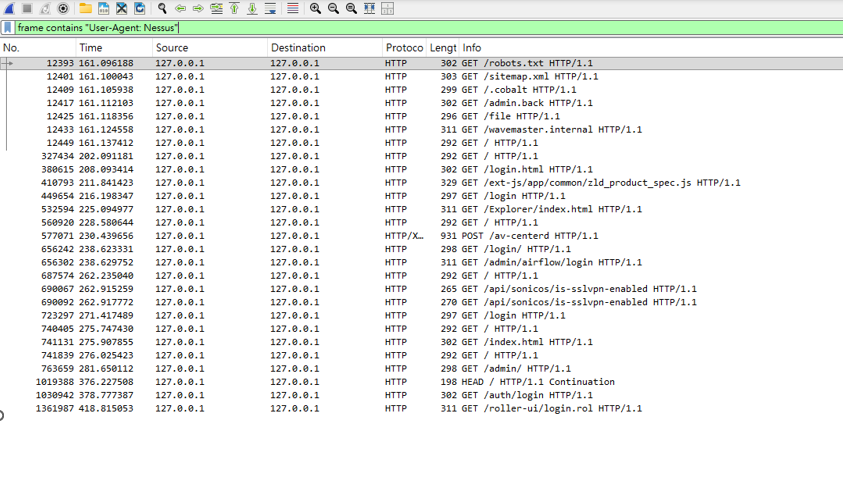 frame contains "User-Agent: Nessus"
No. Time Source Destination Protoco Lengt Info
12393 161.096188 127.0.0.1 127.0.0.1 HTTP 302 GET /robots.txt HTTP/1.1
12401 161.100043 127.0.0.1 127.0.0.1 HTTP 303 GET /sitemap.xml HTTP/1.1
12409 161.105938 127.0.0.1 127.0.0.1 HTTP 299 GET /.cobalt HTTP/1.1
12417 161.112103 127.0.0.1 127.0.0.1 HTTP 302 GET /admin.back HTTP/1.1
12425 161.118356 127.0.0.1 127.0.0.1 HTTP 296 GET /file HTTP/1.1
12433 161.124558 127.0.0.1 127.0.0.1 HTTP 311 GET /wavemaster.internal HTTP/1.1
12449 161.137412 127.0.0.1 127.0.0.1 HTTP 292 GET / HTTP/1.1
327434 202.091181 127.0.0.1 127.0.0.1 HTTP 292 GET / HTTP/1.1
380615 208.093414 127.0.0.1 127.0.0.1 HTTP 302 GET /login.html HTTP/1.1
410793 211.841423 127.0.0.1 127.0.0.1 HTTP 329 GET /ext-js/app/common/zld_product_spec.js HTTP/1.1
449654 216.198347 127.0.0.1 127.0.0.1 HTTP 297 GET /login HTTP/1.1
532594 225.094977 127.0.0.1 127.0.0.1 HTTP 311 GET /Explorer/index.html HTTP/1.1
560920 228.580644 127.0.0.1 127.0.0.1 HTTP 292 GET / HTTP/1.1
577071 230.439656 127.0.0.1 127.0.0.1 HTTP/X… 931 POST /av-centerd HTTP/1.1
656242 238.623331 127.0.0.1 127.0.0.1 HTTP 298 GET /login/ HTTP/1.1
656302 238.629752 127.0.0.1 127.0.0.1 HTTP 311 GET /admin/airflow/login HTTP/1.1
687574 262.235040 127.0.0.1 127.0.0.1 HTTP 292 GET / HTTP/1.1
690067 262.915259 127.0.0.1 127.0.0.1 HTTP 265 GET /api/sonicos/is-sslvpn-enabled HTTP/1.1
690092 262.917772 127.0.0.1 127.0.0.1 HTTP 270 GET /api/sonicos/is-sslvpn-enabled HTTP/1.1
723297 271.417489 127.0.0.1 127.0.0.1 HTTP 297 GET /login HTTP/1.1
740405 275.747430 127.0.0.1 127.0.0.1 HTTP 292 GET / HTTP/1.1
741131 275.907855 127.0.0.1 127.0.0.1 HTTP 302 GET /index.html HTTP/1.1
741839 276.025423 127.0.0.1 127.0.0.1 HTTP 292 GET / HTTP/1.1
763659 281.650112 127.0.0.1 127.0.0.1 HTTP 298 GET /admin/ HTTP/1.1
1019388 376.227508 127.0.0.1 127.0.0.1 HTTP 198 HEAD / HTTP/1.1 Continuation
1030942 378.777387 127.0.0.1 127.0.0.1 HTTP 302 GET /auth/login HTTP/1.1
1361987 418.815053 127.0.0.1 127.0.0.1 HTTP 311 GET /roller-ui/login.rol HTTP/1.1